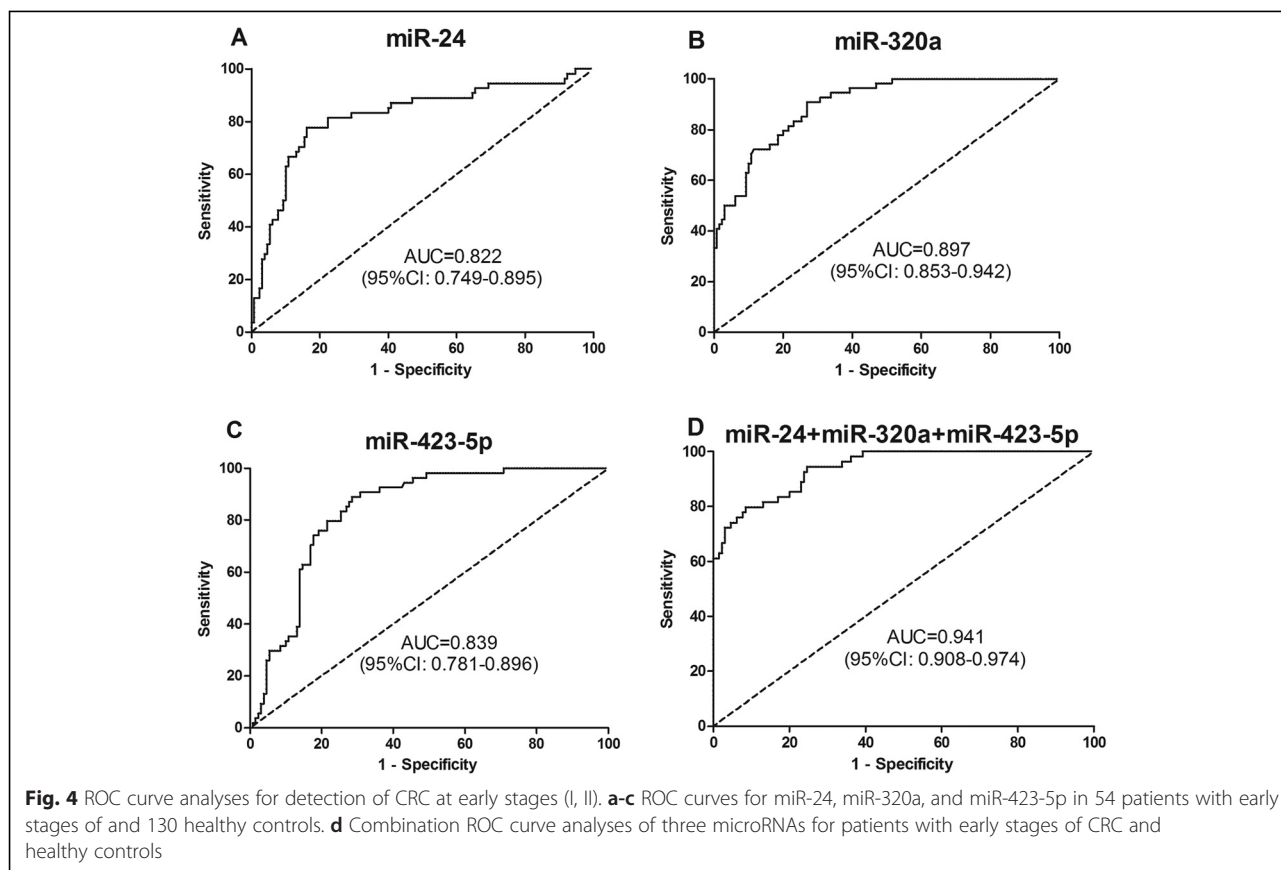 A
miR-24
100
80
60
40
20
0
Sensitivity
0 20 40 60 80 100
1 - Specificity
AUC=0.822
(95%CI: 0.749-0.895)
B
miR-320a
100
80
60
40
20
0
Sensitivity
0 20 40 60 80 100
1 - Specificity
AUC=0.897
(95%CI: 0.853-0.942)
C
miR-423-5p
100
80
60
40
20
0
Sensitivity
0 20 40 60 80 100
1 - Specificity
AUC=0.839
(95%CI: 0.781-0.896)
D
miR-24+miR-320a+miR-423-5p
100
80
60
40
20
0
Sensitivity
0 20 40 60 80 100
1 - Specificity
AUC=0.941
(95%CI: 0.908-0.974)
Fig. 4 ROC curve analyses for detection of CRC at early stages (I, II). a-c ROC curves for miR-24, miR-320a, and miR-423-5p in 54 patients with early
stages of and 130 healthy controls. d Combination ROC curve analyses of three microRNAs for patients with early stages of CRC and
healthy controls